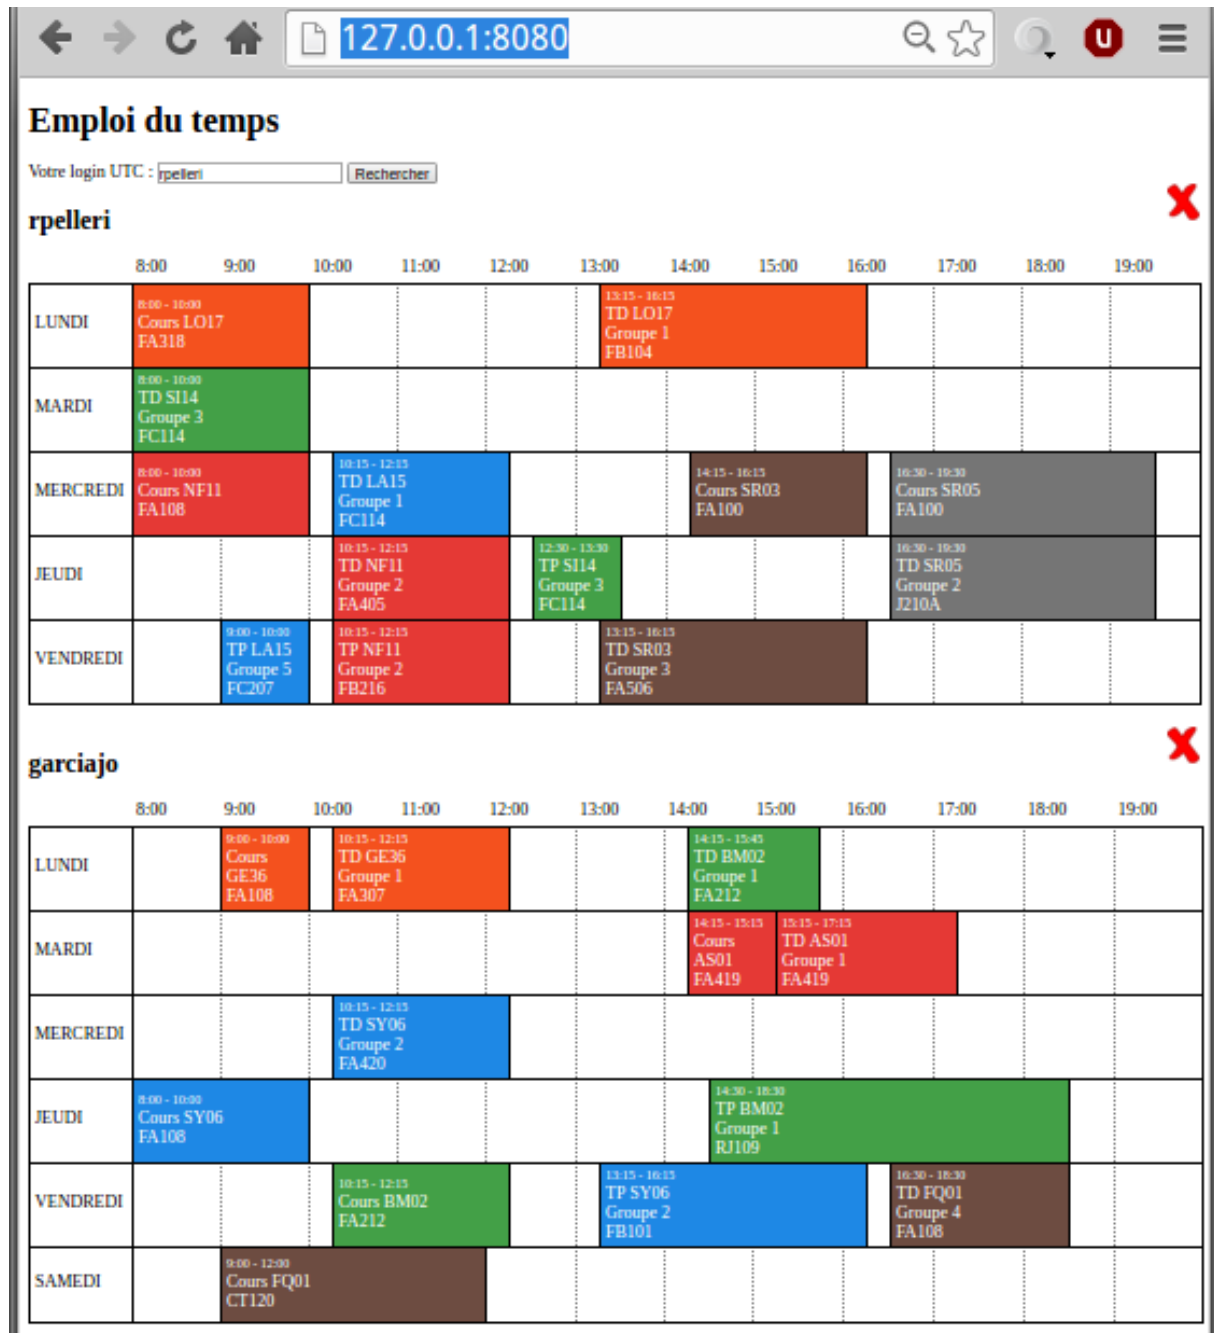 127.0.0.1:8080
Emploi du temps
Votre login UTC : rpelleri Rechercher
rpelleri
8:00 9:00 10:00 11:00 12:00 13:00 14:00 15:00 16:00 17:00 18:00 19:00
LUNDI
8:00 - 10:00
Cours LO17
FA318
13:15 - 16:15
TD LO17
Groupe 1
FB104
MARDI
8:00 - 10:00
TD SI14
Groupe 3
FC114
MERCREDI
8:00 - 10:00
Cours NF11
FA108
10:15 - 12:15
TD LA15
Groupe 1
FC114
14:15 - 16:15
Cours SR03
FA100
16:30 - 19:30
Cours SR05
FA100
JEUDI
10:15 - 12:15
TD NF11
Groupe 2
FA405
12:30 - 13:30
TP SI14
Groupe 3
FC114
16:30 - 19:30
TD SR05
Groupe 2
J210A
VENDREDI
9:00 - 10:00
TP LA15
Groupe 5
FC207
10:15 - 12:15
TP NF11
Groupe 2
FB216
13:15 - 16:15
TD SR03
Groupe 3
FA506
garciajo
8:00 9:00 10:00 11:00 12:00 13:00 14:00 15:00 16:00 17:00 18:00 19:00
LUNDI
9:00 - 10:00
Cours
GE36
FA108
10:15 - 12:15
TD GE36
Groupe 1
FA307
14:15 - 15:45
TD BM02
Groupe 1
FA212
MARDI
14:15 - 15:15
Cours
AS01
FA419
15:15 - 17:15
TD AS01
Groupe 1
FA419
MERCREDI
10:15 - 12:15
TD SY06
Groupe 2
FA420
JEUDI
8:00 - 10:00
Cours SY06
FA108
14:30 - 18:30
TP BM02
Groupe 1
RJ109
VENDREDI
10:15 - 12:15
Cours BM02
FA212
13:15 - 16:15
TP SY06
Groupe 2
FB101
16:30 - 18:30
TD FQ01
Groupe 4
FA108
SAMEDI
9:00 - 12:00
Cours FQ01
CT120